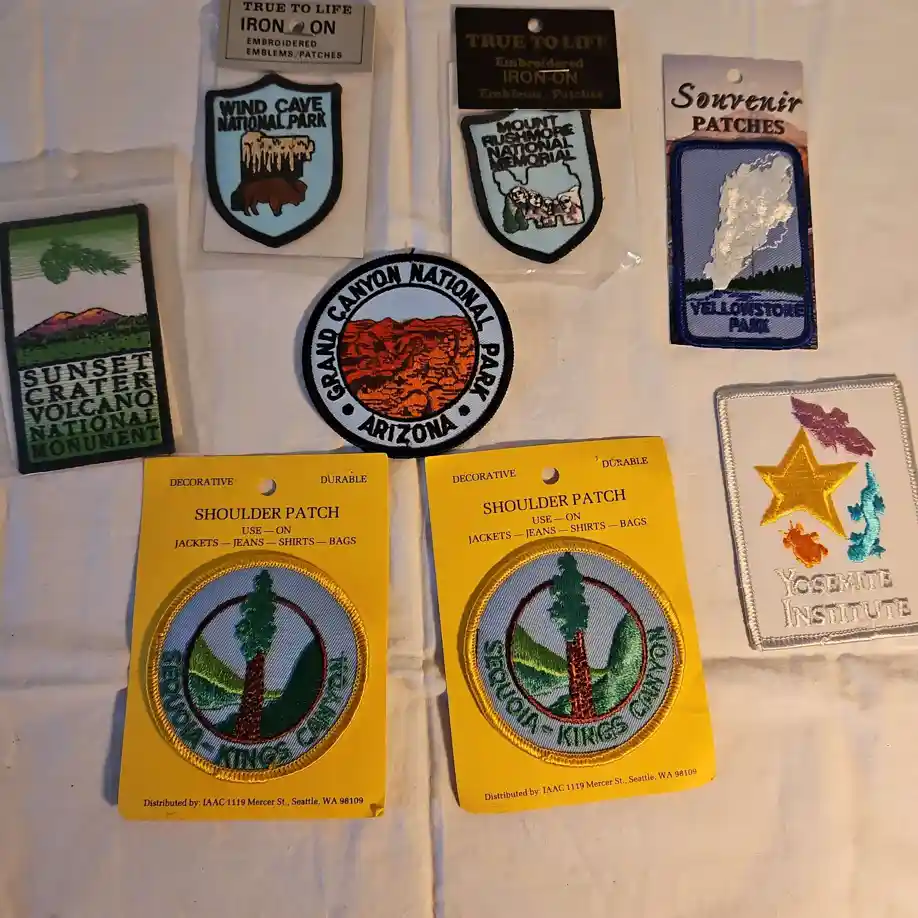 TRUE TO LIFE
IRON ON
EMBROIDERED
EMBLEMS/PATCHES
WIND CAVE
NATIONAL PARK
TRUE TO LIFE
Embroidered
IRON-ON
Emblems, Patches
MOUNT
RUSHMORE
NATIONAL
MEMORIAL
Souvenir
PATCHES
YELLOWSTONE
PARK
SUNSET
CRATER
VOLCANO
NATIONAL
MONUMENT
GRAND CANYON NATIONAL PARK
ARIZONA
YOSEMITE
INSTITUTE
DECORATIVE DURABLE
SHOULDER PATCH
USE — ON
JACKETS — JEANS — SHIRTS — BAGS
SEQUOIA - KINGS CANYON
Distributed by: IAAC 1119 Mercer St., Seattle, WA 98109
DECORATIVE DURABLE
SHOULDER PATCH
USE — ON
JACKETS — JEANS — SHIRTS — BAGS
SEQUOIA - KINGS CANYON
Distributed by: IAAC 1119 Mercer St., Seattle, WA 98109